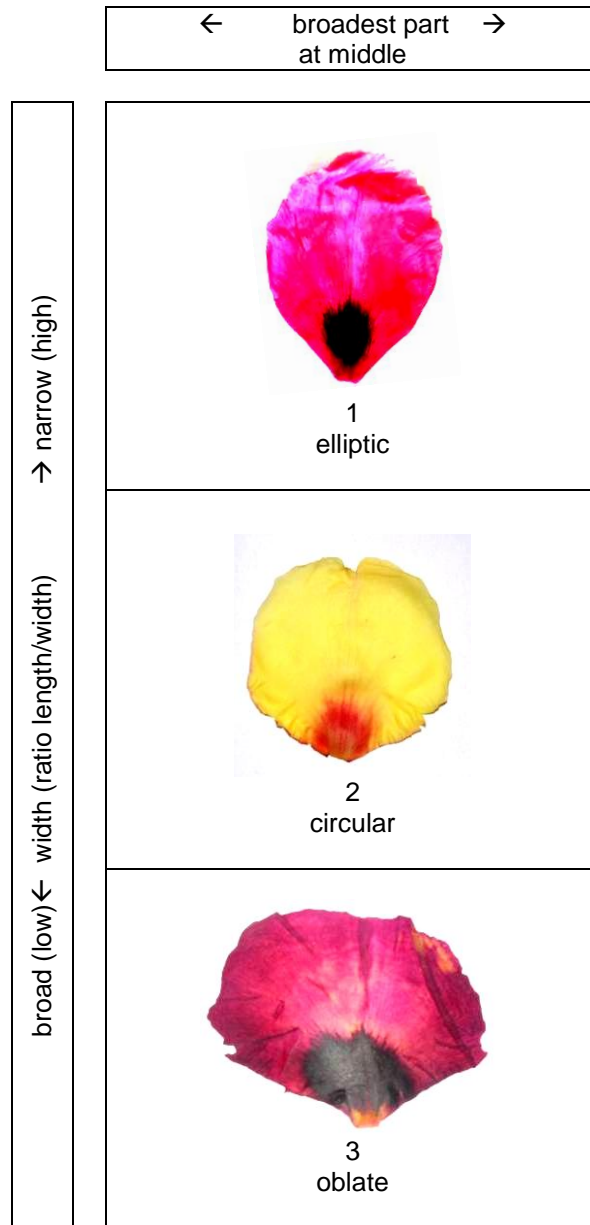 ← broadest part →
at middle
broad (low) ← width (ratio length/width) → narrow (high)
1
elliptic
2
circular
3
oblate